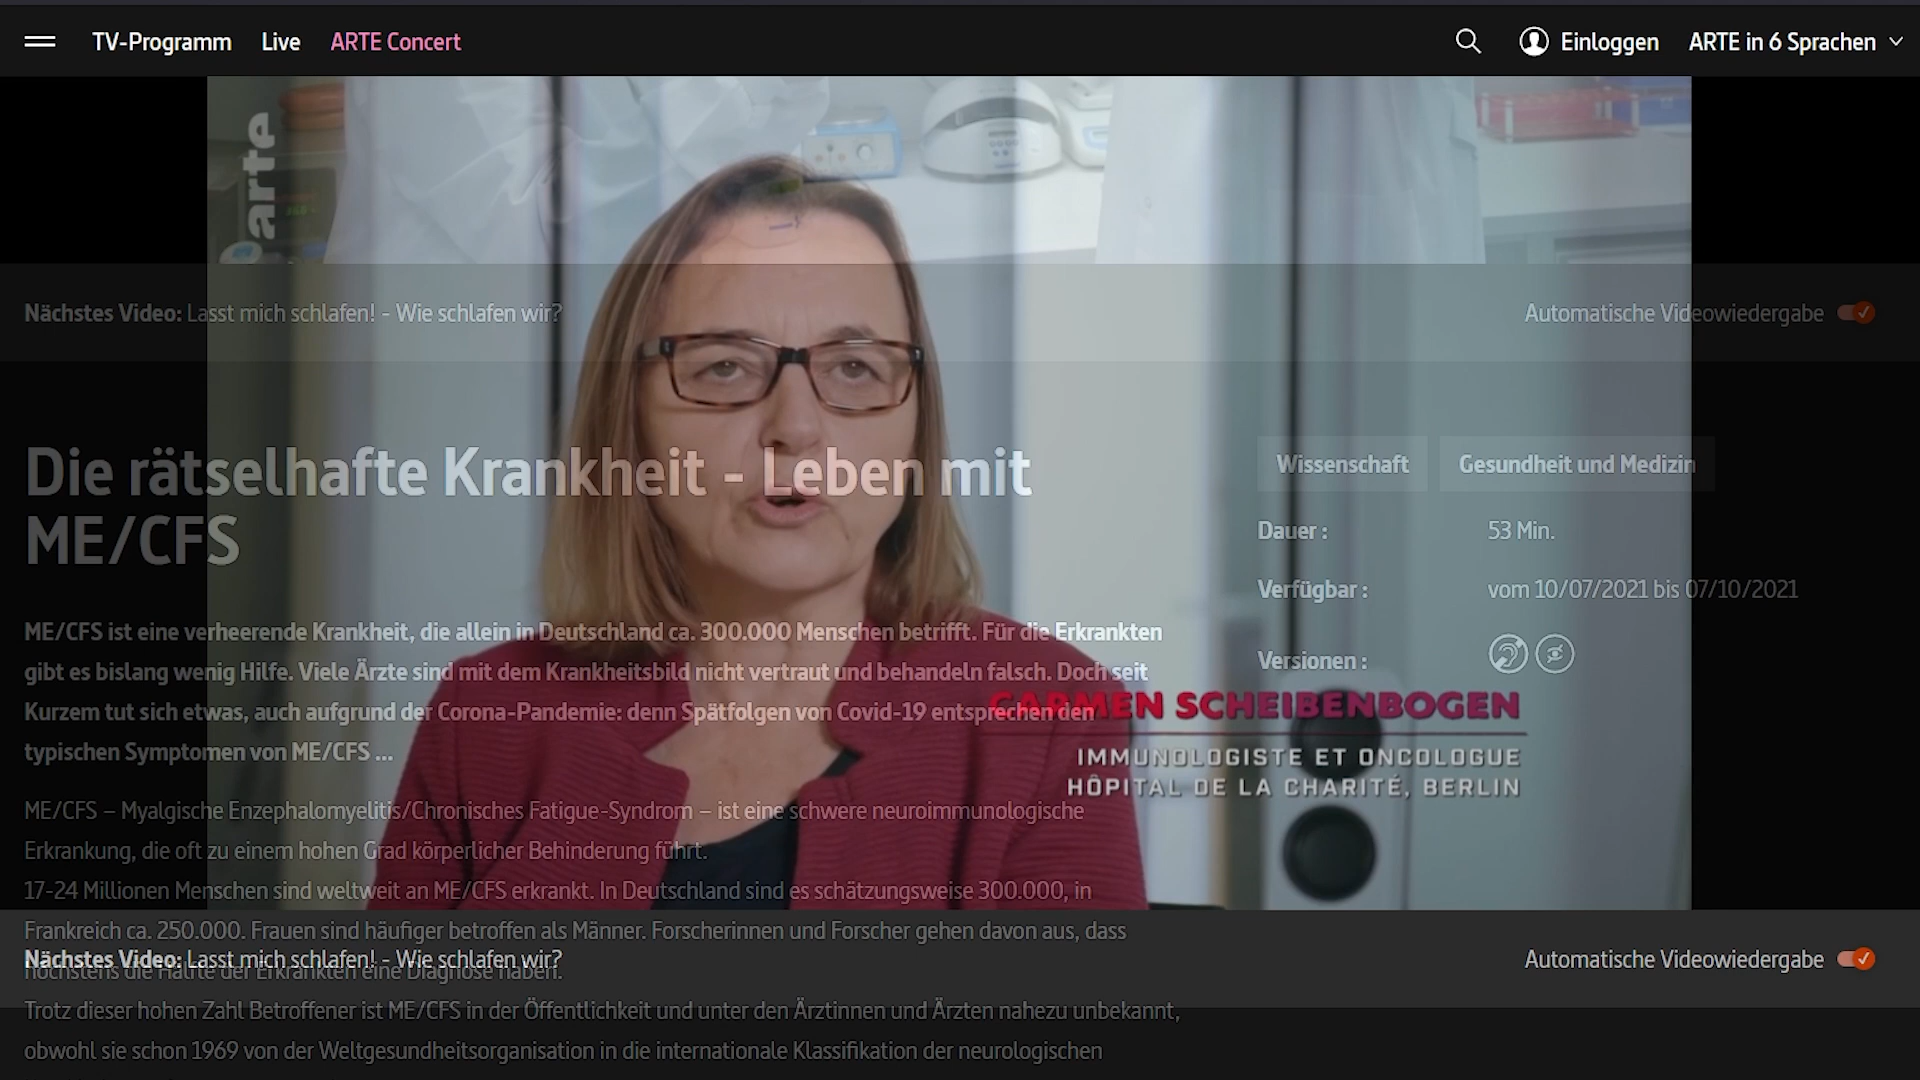 TV-Programm
Live
ARTE Concert
Einloggen
ARTE in 6 Sprachen
arte
Nächstes Video: Lasst mich schlafen! - Wie schlafen wir?
Automatische Videowiedergabe
Die rätselhafte Krankheit - Leben mit
ME/CFS
ME/CFS ist eine verheerende Krankheit, die allein in Deutschland ca. 300.000 Menschen betrifft. Für die Erkrankten
gibt es bislang wenig Hilfe. Viele Ärzte sind mit dem Krankheitsbild nicht vertraut und behandeln falsch. Doch seit
Kurzem tut sich etwas, auch aufgrund der Corona-Pandemie: denn Spätfolgen von Covid-19 entsprechen den
typischen Symptomen von ME/CFS ...
Wissenschaft
Gesundheit und Medizin
Dauer :
53 Min.
Verfügbar :
vom 10/07/2021 bis 07/10/2021
Versionen :
CARMEN SCHEIBENBOGEN
IMMUNOLOGISTE ET ONCOLOGUE
HÔPITAL DE LA CHARITÉ, BERLIN
ME/CFS – Myalgische Enzephalomyelitis/Chronisches Fatigue-Syndrom – ist eine schwere neuroimmunologische
Erkrankung, die oft zu einem hohen Grad körperlicher Behinderung führt.
17-24 Millionen Menschen sind weltweit an ME/CFS erkrankt. In Deutschland sind es schätzungsweise 300.000, in
Frankreich ca. 250.000. Frauen sind häufiger betroffen als Männer. Forscherinnen und Forscher gehen davon aus, dass
höchstens die Hälfte der Erkrankten eine Diagnose haben.
Nächstes Video: Lasst mich schlafen! - Wie schlafen wir?
Automatische Videowiedergabe
Trotz dieser hohen Zahl Betroffener ist ME/CFS in der Öffentlichkeit und unter den Ärztinnen und Ärzten nahezu unbekannt,
obwohl sie schon 1969 von der Weltgesundheitsorganisation in die internationale Klassifikation der neurologischen